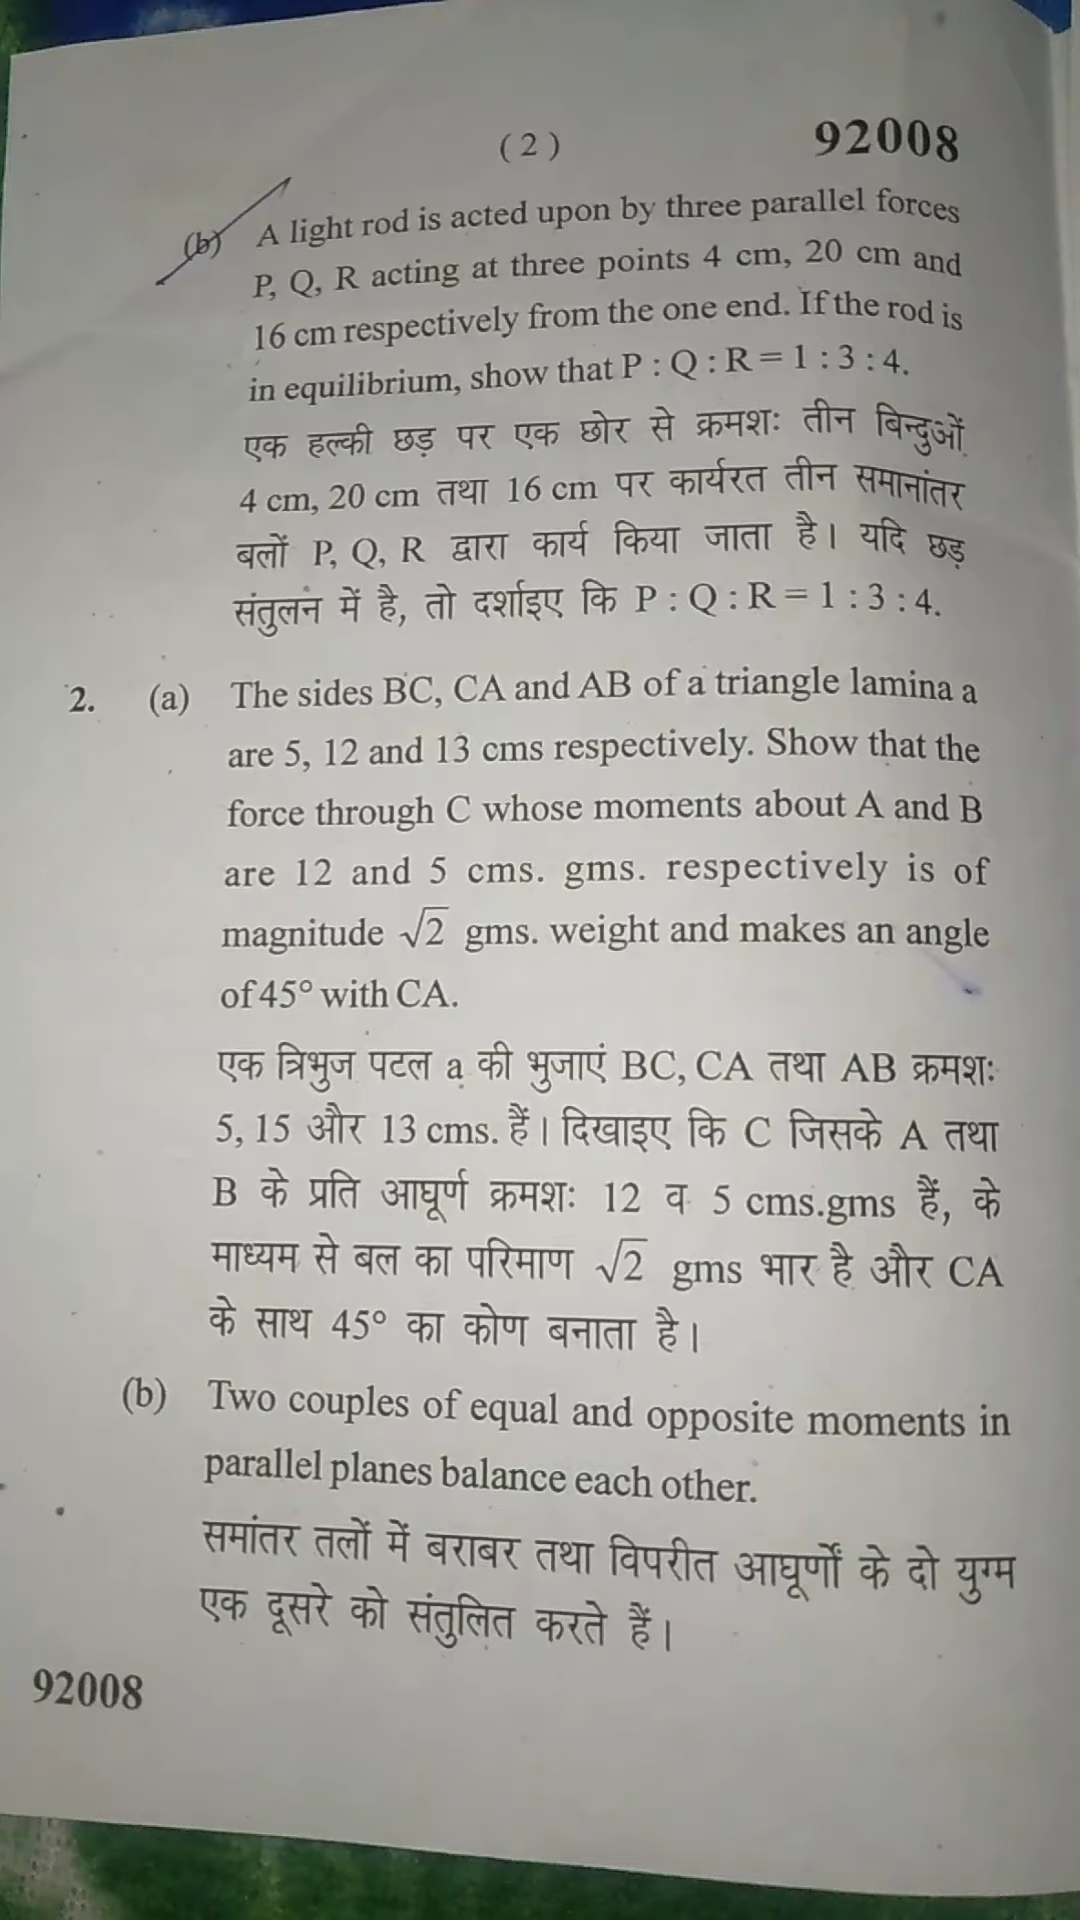 (2)
92008
(b) A light rod is acted upon by three parallel forces
P, Q, R acting at three points 4 cm, 20 cm and
16 cm respectively from the one end. If the rod is
in equilibrium, show that P : Q : R = 1 : 3 : 4.
एक हल्की छड़ पर एक छोर से क्रमशः तीन बिन्दुओं
4 cm, 20 cm तथा 16 cm पर कार्यरत तीन समानांतर
बलों P, Q, R द्वारा कार्य किया जाता है। यदि छड़
संतुलन में है, तो दर्शाइए कि P : Q : R = 1 : 3 : 4.
2. (a) The sides BC, CA and AB of a triangle lamina a
are 5, 12 and 13 cms respectively. Show that the
force through C whose moments about A and B
are 12 and 5 cms. gms. respectively is of
magnitude √2 gms. weight and makes an angle
of 45° with CA.
एक त्रिभुज पटल a की भुजाएं BC, CA तथा AB क्रमशः
5, 15 और 13 cms. हैं। दिखाइए कि C जिसके A तथा
B के प्रति आघूर्ण क्रमशः 12 व 5 cms.gms हैं, के
माध्यम से बल का परिमाण √2 gms भार है और CA
के साथ 45° का कोण बनाता है।
(b) Two couples of equal and opposite moments in
parallel planes balance each other.
समांतर तलों में बराबर तथा विपरीत आघूर्णों के दो युग्म
एक दूसरे को संतुलित करते हैं।
92008